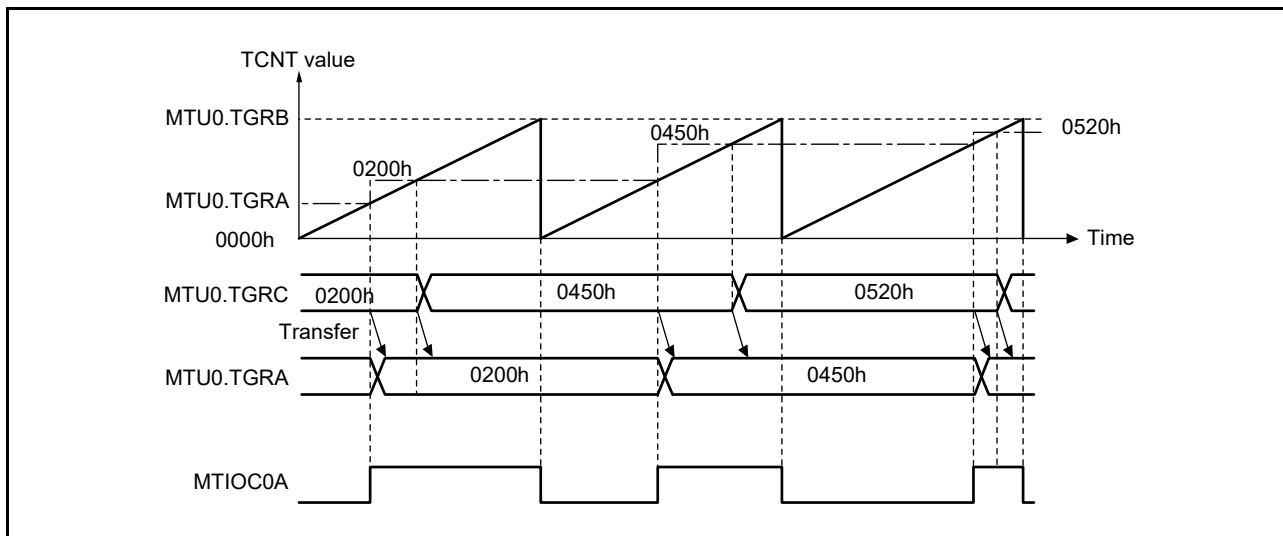 TCNT value
MTU0.TGRB
0520h
0450h
0200h
MTU0.TGRA
0000h
Time
MTU0.TGRC
0200h
0450h
0520h
Transfer
MTU0.TGRA
0200h
0450h
MTIOC0A